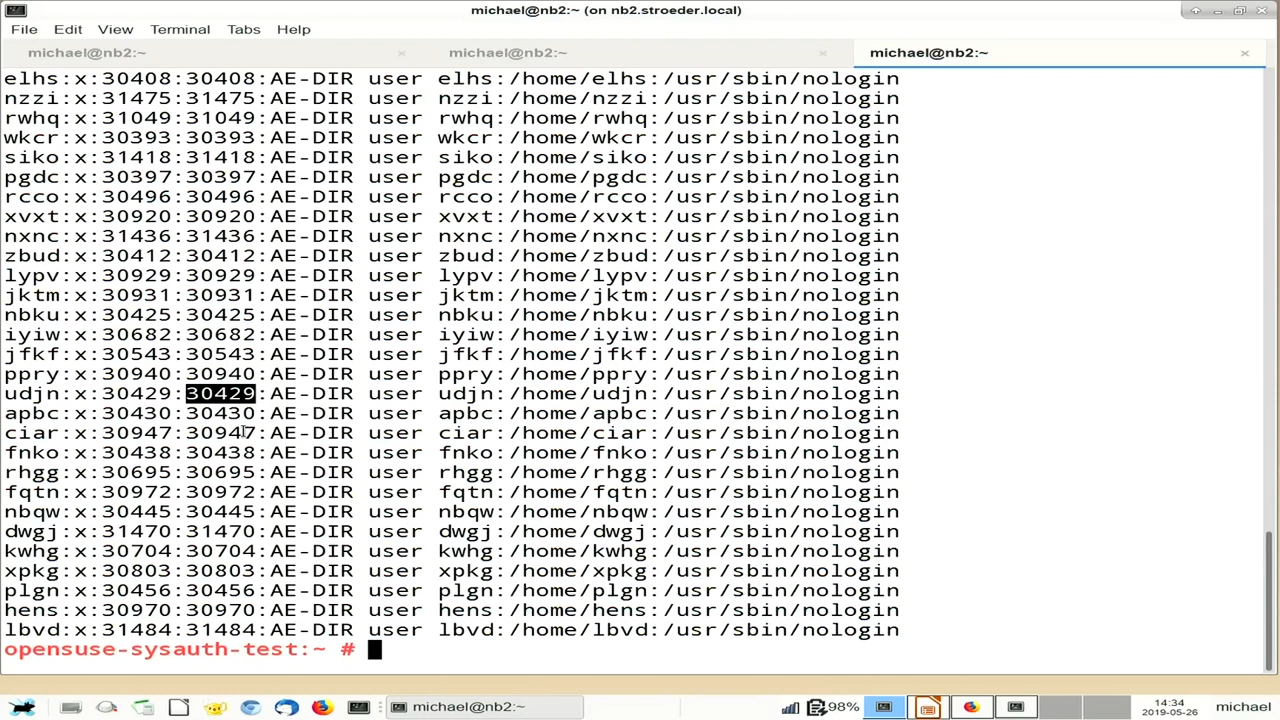 michael@nb2:~ (on nb2.stroeder.local)
File Edit View Terminal Tabs Help
michael@nb2:~ michael@nb2:~ michael@nb2:~
elhs:x:30408:30408:AE-DIR user elhs:/home/elhs:/usr/sbin/nologin
nzzi:x:31475:31475:AE-DIR user nzzi:/home/nzzi:/usr/sbin/nologin
rwhq:x:31049:31049:AE-DIR user rwhq:/home/rwhq:/usr/sbin/nologin
wkcr:x:30393:30393:AE-DIR user wkcr:/home/wkcr:/usr/sbin/nologin
siko:x:31418:31418:AE-DIR user siko:/home/siko:/usr/sbin/nologin
pgdc:x:30397:30397:AE-DIR user pgdc:/home/pgdc:/usr/sbin/nologin
rcco:x:30496:30496:AE-DIR user rcco:/home/rcco:/usr/sbin/nologin
xvxt:x:30920:30920:AE-DIR user xvxt:/home/xvxt:/usr/sbin/nologin
nxnc:x:31436:31436:AE-DIR user nxnc:/home/nxnc:/usr/sbin/nologin
zbud:x:30412:30412:AE-DIR user zbud:/home/zbud:/usr/sbin/nologin
lypv:x:30929:30929:AE-DIR user lypv:/home/lypv:/usr/sbin/nologin
jktm:x:30931:30931:AE-DIR user jktm:/home/jktm:/usr/sbin/nologin
nbku:x:30425:30425:AE-DIR user nbku:/home/nbku:/usr/sbin/nologin
iyiw:x:30682:30682:AE-DIR user iyiw:/home/iyiw:/usr/sbin/nologin
jfkf:x:30543:30543:AE-DIR user jfkf:/home/jfkf:/usr/sbin/nologin
ppry:x:30940:30940:AE-DIR user ppry:/home/ppry:/usr/sbin/nologin
udjn:x:30429:30429:AE-DIR user udjn:/home/udjn:/usr/sbin/nologin
apbc:x:30430:30430:AE-DIR user apbc:/home/apbc:/usr/sbin/nologin
ciar:x:30947:30947:AE-DIR user ciar:/home/ciar:/usr/sbin/nologin
fnko:x:30438:30438:AE-DIR user fnko:/home/fnko:/usr/sbin/nologin
rhgg:x:30695:30695:AE-DIR user rhgg:/home/rhgg:/usr/sbin/nologin
fqtn:x:30972:30972:AE-DIR user fqtn:/home/fqtn:/usr/sbin/nologin
nbqw:x:30445:30445:AE-DIR user nbqw:/home/nbqw:/usr/sbin/nologin
dwgj:x:31470:31470:AE-DIR user dwgj:/home/dwgj:/usr/sbin/nologin
kwhg:x:30704:30704:AE-DIR user kwhg:/home/kwhg:/usr/sbin/nologin
xpkg:x:30803:30803:AE-DIR user xpkg:/home/xpkg:/usr/sbin/nologin
plgn:x:30456:30456:AE-DIR user plgn:/home/plgn:/usr/sbin/nologin
hens:x:30970:30970:AE-DIR user hens:/home/hens:/usr/sbin/nologin
lbvd:x:31484:31484:AE-DIR user lbvd:/home/lbvd:/usr/sbin/nologin
opensuse-sysauth-test:~ #
michael@nb2:~ 98% 14:34 michael
2019-05-26